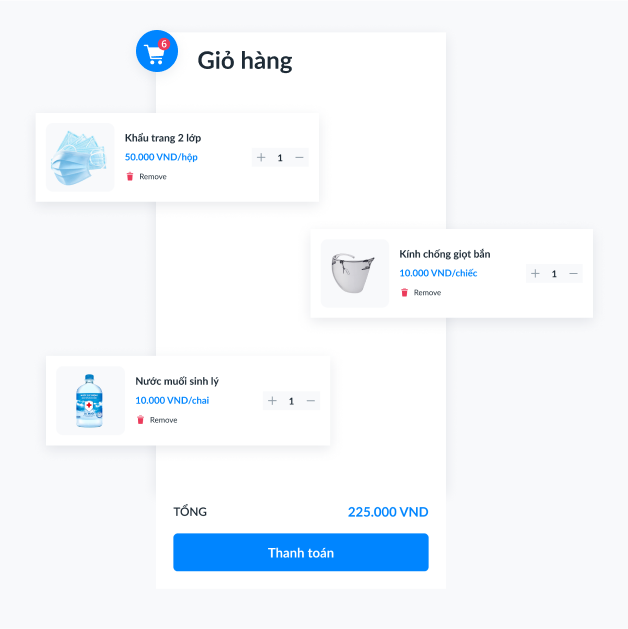 6
Giỏ hàng
Khẩu trang 2 lớp
50.000 VND/hộp
Remove
+ 1 −
Kính chống giọt bắn
10.000 VND/chiếc
Remove
+ 1 −
Nước muối sinh lý
10.000 VND/chai
Remove
+ 1 −
TỔNG 225.000 VND
Thanh toán